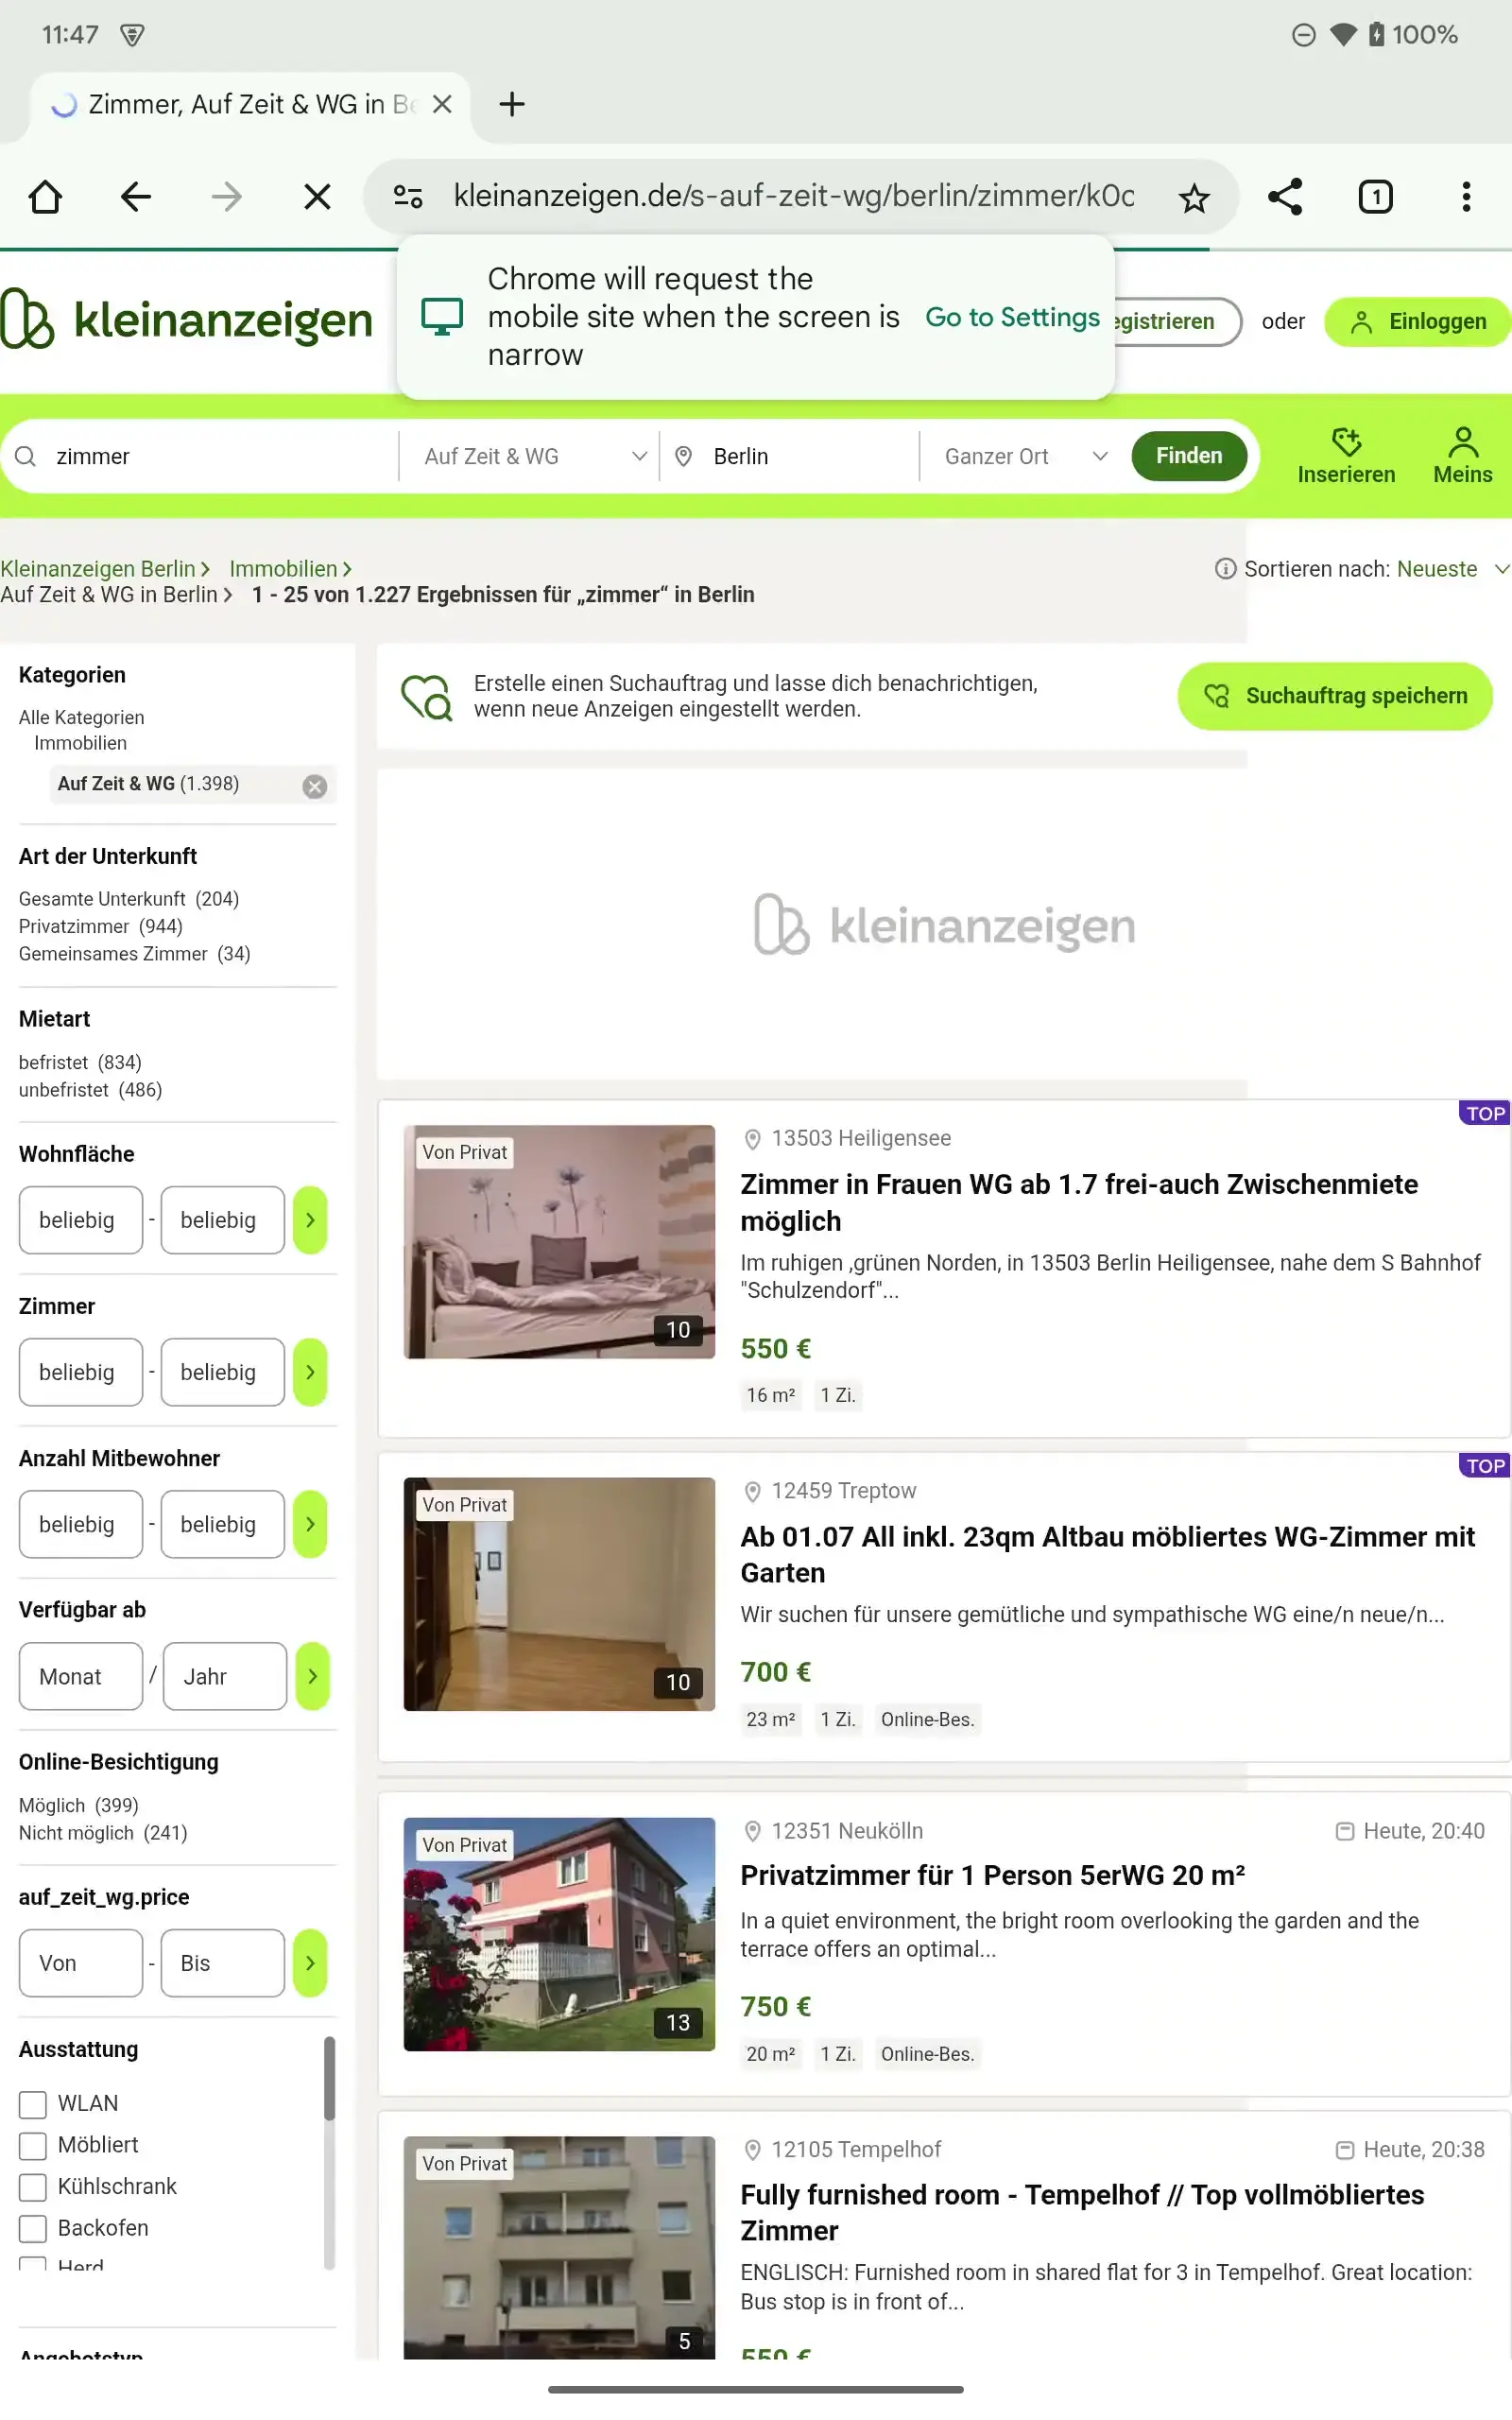 11:47
100%
Zimmer, Auf Zeit & WG in Be
kleinanzeigen.de/s-auf-zeit-wg/berlin/zimmer/k0c
1
Chrome will request the
mobile site when the screen is
narrow
Go to Settings
kleinanzeigen
egistrieren
oder
Einloggen
zimmer
Auf Zeit & WG
Berlin
Ganzer Ort
Finden
Inserieren
Meins
Kleinanzeigen Berlin
Immobilien
Auf Zeit & WG in Berlin
1 - 25 von 1.227 Ergebnissen für „zimmer“ in Berlin
Sortieren nach: Neueste
Kategorien
Alle Kategorien
Immobilien
Auf Zeit & WG (1.398)
Art der Unterkunft
Gesamte Unterkunft (204)
Privatzimmer (944)
Gemeinsames Zimmer (34)
Mietart
befristet (834)
unbefristet (486)
Wohnfläche
beliebig - beliebig
Zimmer
beliebig - beliebig
Anzahl Mitbewohner
beliebig - beliebig
Verfügbar ab
Monat / Jahr
Online-Besichtigung
Möglich (399)
Nicht möglich (241)
auf_zeit_wg.price
Von - Bis
Ausstattung
WLAN
Möbliert
Kühlschrank
Backofen
Herd
Angebotstyp
Erstelle einen Suchauftrag und lasse dich benachrichtigen,
wenn neue Anzeigen eingestellt werden.
Suchauftrag speichern
kleinanzeigen
TOP
Von Privat
10
13503 Heiligensee
Zimmer in Frauen WG ab 1.7 frei-auch Zwischenmiete
möglich
Im ruhigen ,grünen Norden, in 13503 Berlin Heiligensee, nahe dem S Bahnhof
"Schulzendorf"...
550 €
16 m² 1 Zi.
TOP
Von Privat
10
12459 Treptow
Ab 01.07 All inkl. 23qm Altbau möbliertes WG-Zimmer mit
Garten
Wir suchen für unsere gemütliche und sympathische WG eine/n neue/n...
700 €
23 m² 1 Zi. Online-Bes.
Von Privat
13
12351 Neukölln
Heute, 20:40
Privatzimmer für 1 Person 5erWG 20 m²
In a quiet environment, the bright room overlooking the garden and the
terrace offers an optimal...
750 €
20 m² 1 Zi. Online-Bes.
Von Privat
5
12105 Tempelhof
Heute, 20:38
Fully furnished room - Tempelhof // Top vollmöbliertes
Zimmer
ENGLISCH: Furnished room in shared flat for 3 in Tempelhof. Great location:
Bus stop is in front of...
550 €